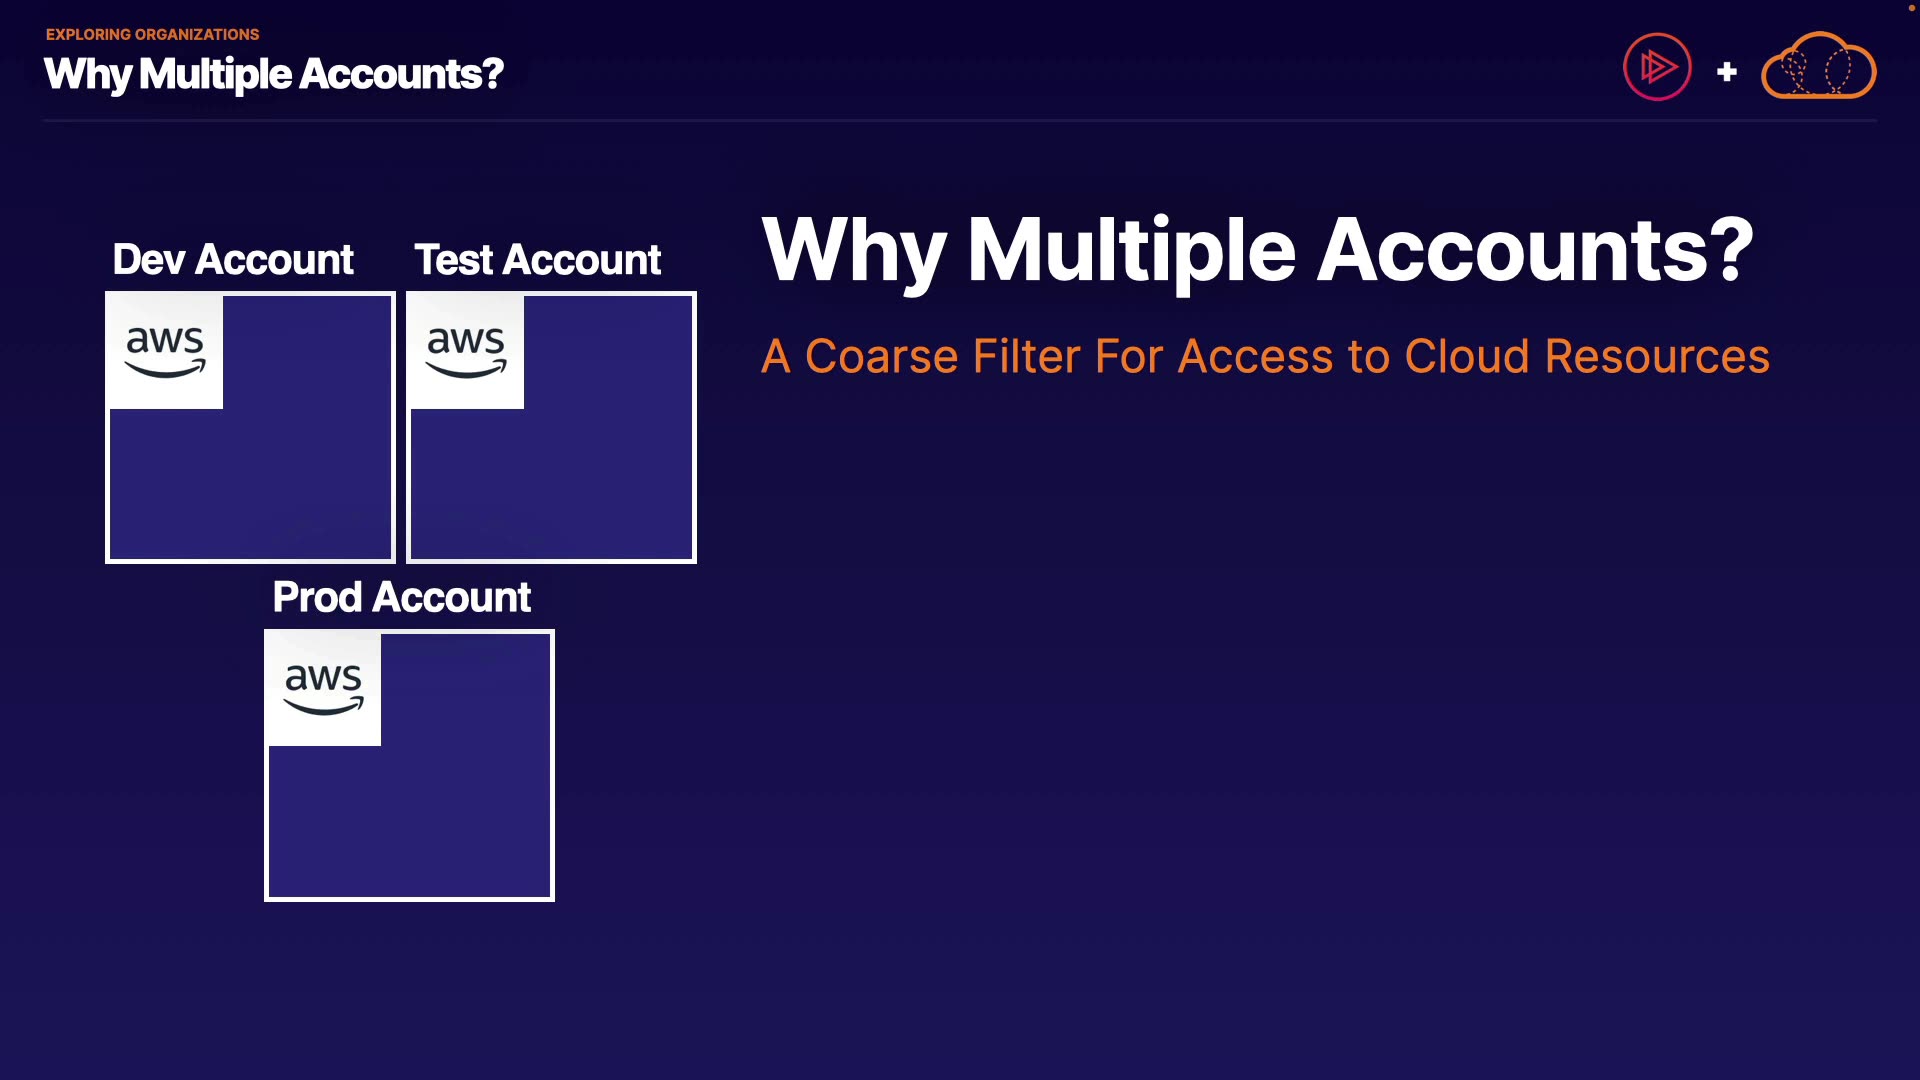 EXPLORING ORGANIZATIONS
Why Multiple Accounts?
Dev Account
Test Account
aws
aws
Prod Account
aws
Why Multiple Accounts?
A Coarse Filter For Access to Cloud Resources